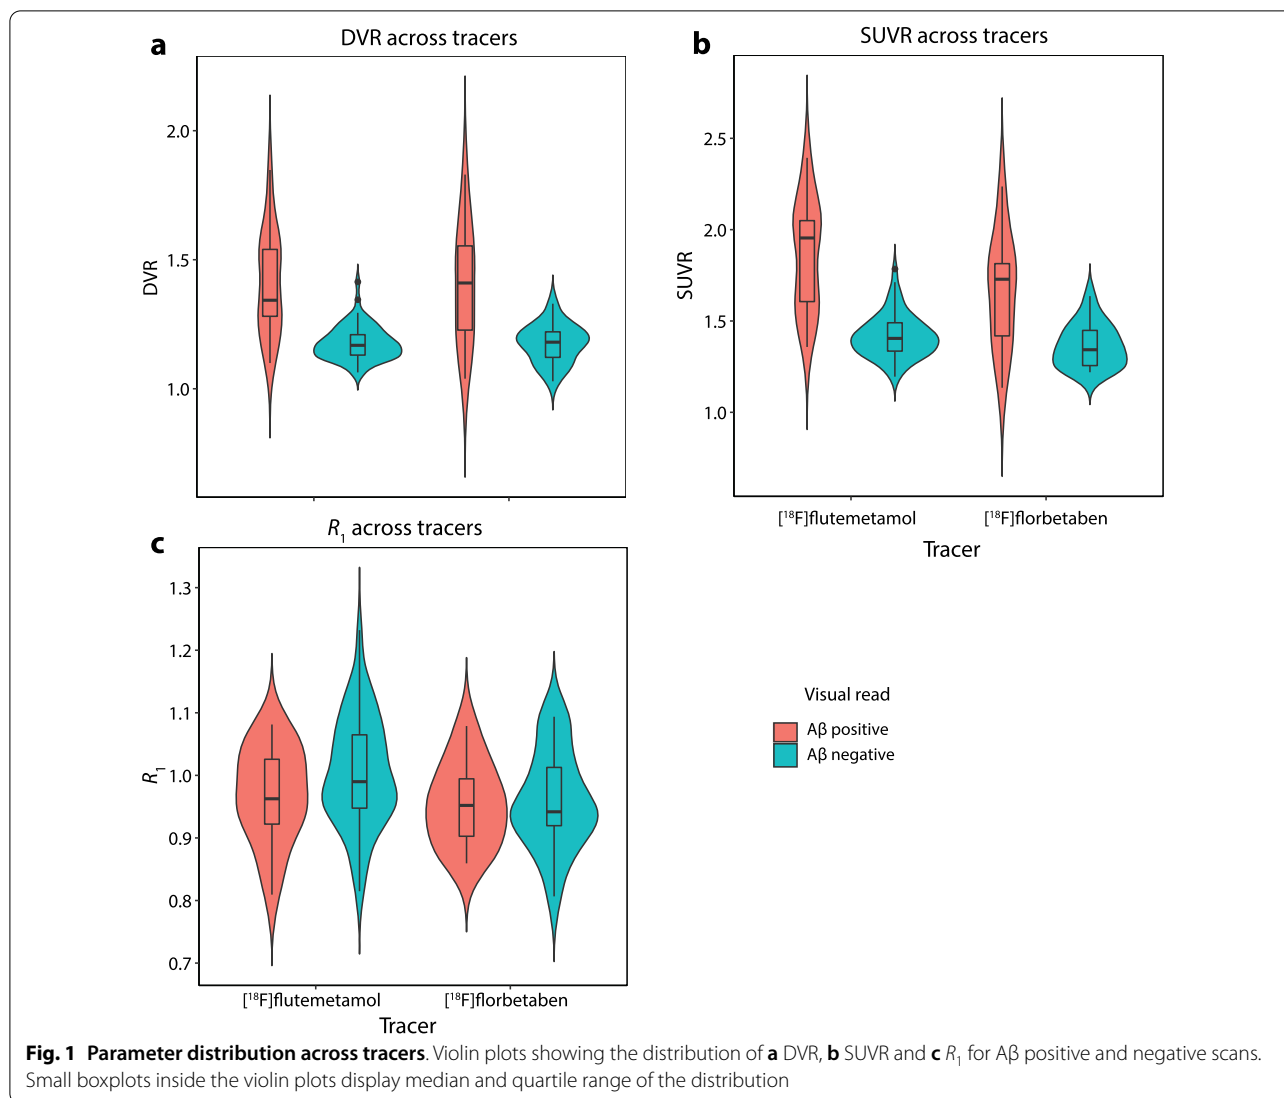 a
DVR across tracers
2.0
1.5
1.0
DVR
b
SUVR across tracers
2.5
2.0
1.5
1.0
SUVR
[¹⁸F]flutemetamol
[¹⁸F]florbetaben
Tracer
c
R₁ across tracers
1.3
1.2
1.1
1.0
0.9
0.8
0.7
R₁
[¹⁸F]flutemetamol
[¹⁸F]florbetaben
Tracer
Visual read
Aβ positive
Aβ negative
Fig. 1 Parameter distribution across tracers. Violin plots showing the distribution of a DVR, b SUVR and c R₁ for Aβ positive and negative scans.
Small boxplots inside the violin plots display median and quartile range of the distribution